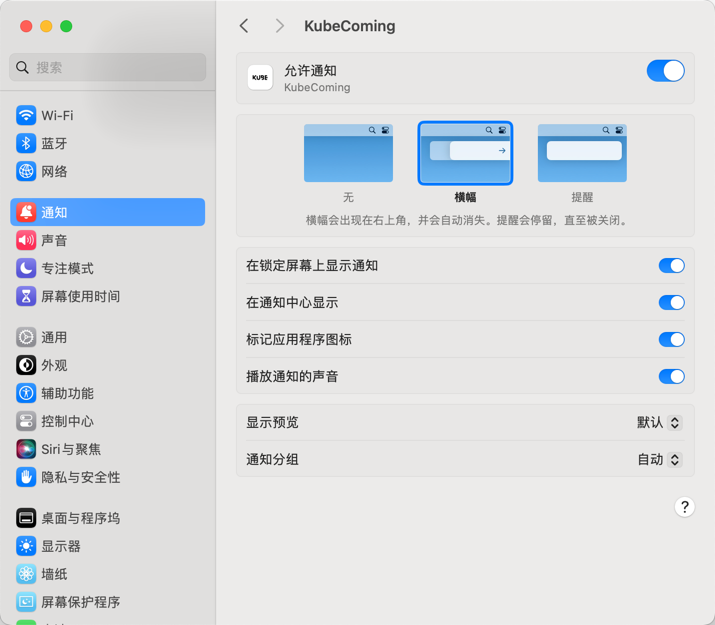 KubeComing
搜索
Wi-Fi
蓝牙
网络
通知
声音
专注模式
屏幕使用时间
通用
外观
辅助功能
控制中心
Siri与聚焦
隐私与安全性
桌面与程序坞
显示器
墙纸
屏幕保护程序
KUBE
允许通知
KubeComing
无
横幅
提醒
横幅会出现在右上角，并会自动消失。提醒会停留，直至被关闭。
在锁定屏幕上显示通知
在通知中心显示
标记应用程序图标
播放通知的声音
显示预览 默认
通知分组 自动
?